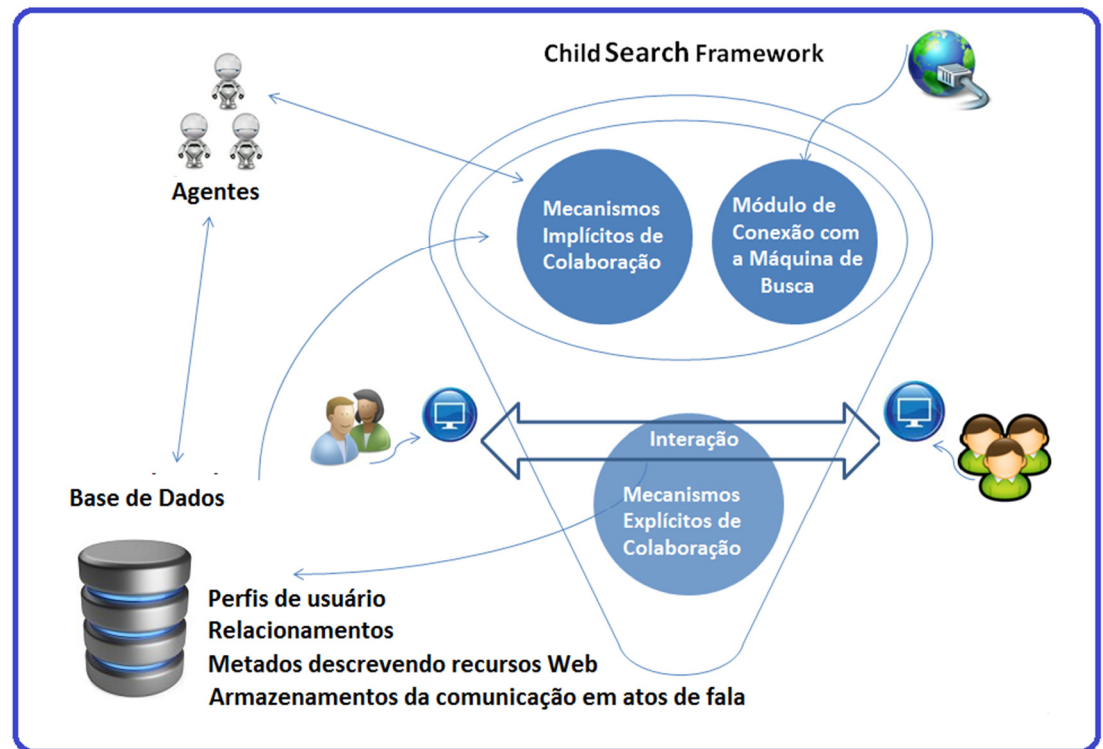 Child Search Framework
Agentes
Mecanismos
Implícitos de
Colaboração
Módulo de
Conexão com
a Máquina de
Busca
Interação
Mecanismos
Explícitos de
Colaboração
Base de Dados
Perfis de usuário
Relacionamentos
Metados descrevendo recursos Web
Armazenamentos da comunicação em atos de fala